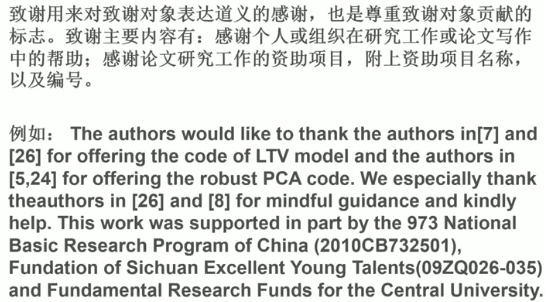 致谢用来对致谢对象表达道义的感谢，也是尊重致谢对象贡献的
标志。致谢主要内容有：感谢个人或组织在研究工作或论文写作
中的帮助；感谢论文研究工作的资助项目，附上资助项目名称，
以及编号。
例如： The authors would like to thank the authors in[7] and
[26] for offering the code of LTV model and the authors in
[5,24] for offering the robust PCA code. We especially thank
theauthors in [26] and [8] for mindful guidance and kindly
help. This work was supported in part by the 973 National
Basic Research Program of China (2010CB732501),
Fundation of Sichuan Excellent Young Talents(09ZQ026-035)
and Fundamental Research Funds for the Central University.